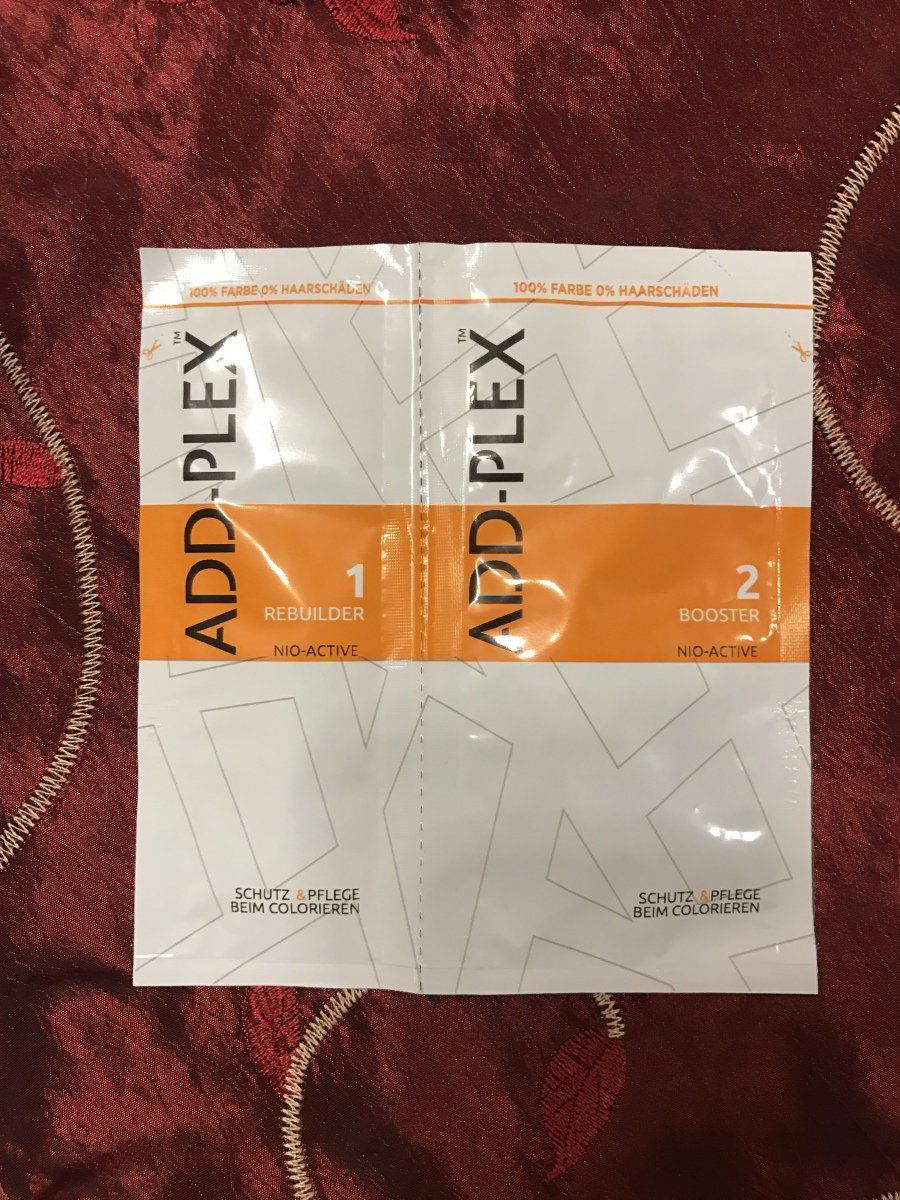 100% FARBE 0% HAARSCHÄDEN
ADD-PLEX™
1
REBUILDER
NIO-ACTIVE
SCHUTZ &PFLEGE
BEIM COLORIEREN
100% FARBE 0% HAARSCHÄDEN
ADD-PLEX™
2
BOOSTER
NIO-ACTIVE
SCHUTZ &PFLEGE
BEIM COLORIEREN